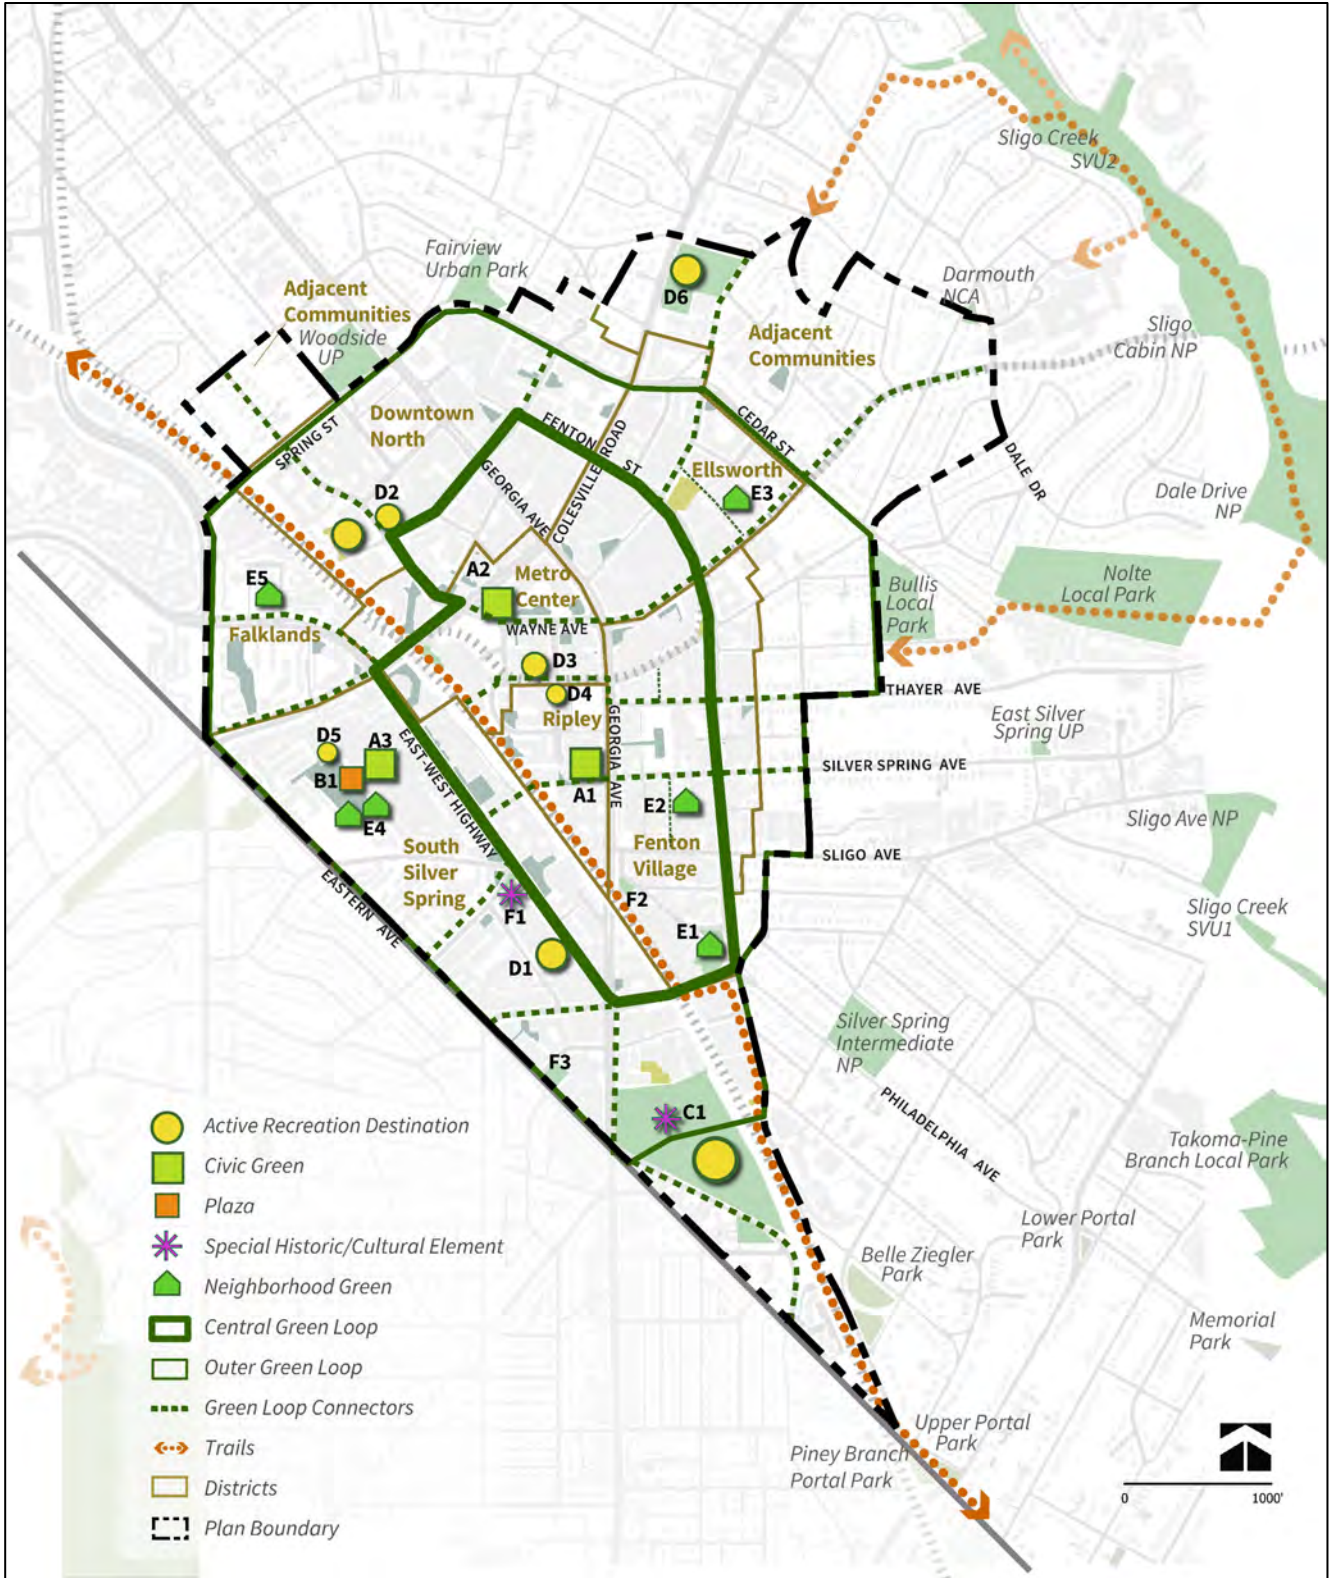 Sligo Creek
SVU2
Fairview
Urban Park
Adjacent
Communities
Woodside
UP
D6
Darmouth
NCA
Adjacent
Communities
Sligo
Cabin NP
Downtown
North
SPRING ST
FENTON ST
GEORGIA AVE
COLESVILLE ROAD
CEDAR ST
DALE DR
Ellsworth
E3
Dale Drive
NP
D2
A2
Metro
Center
WAYNE AVE
E5
Falklands
Bullis
Local
Park
Nolte
Local Park
D3
D4
Ripley
THAYER AVE
GEORGIA AVE
East Silver
Spring UP
D5
A3
B1
E4
EAST-WEST HIGHWAY
A1
SILVER SPRING AVE
E2
Fenton
Village
Sligo Ave NP
South
Silver
Spring
SLIGO AVE
EASTERN AVE
F1
F2
E1
D1
Sligo Creek
SVU1
Silver Spring
Intermediate
NP
F3
PHILADELPHIA AVE
C1
Takoma-Pine
Branch Local Park
Lower Portal
Park
Belle Ziegler
Park
Memorial
Park
Upper Portal
Park
Piney Branch
Portal Park
Active Recreation Destination
Civic Green
Plaza
Special Historic/Cultural Element
Neighborhood Green
Central Green Loop
Outer Green Loop
Green Loop Connectors
Trails
Districts
Plan Boundary
0 1000'